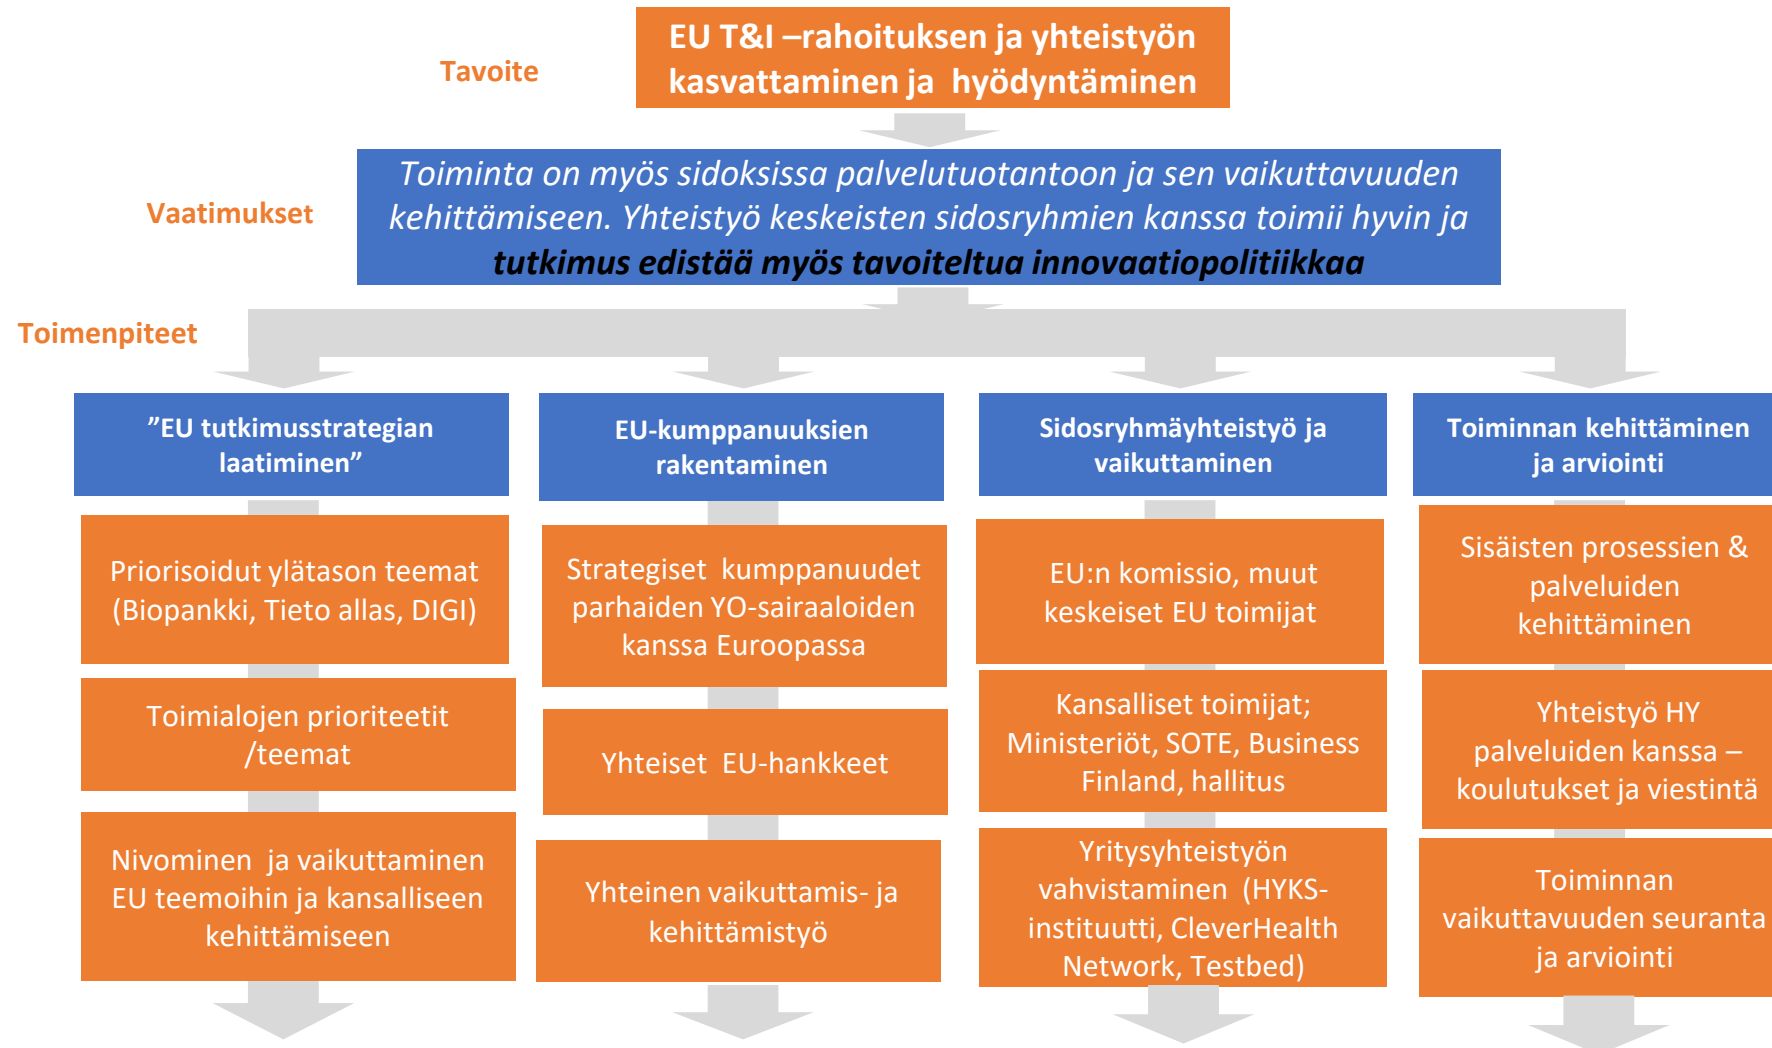 Tavoite
EU T&I –rahoituksen ja yhteistyön
kasvattaminen ja hyödyntäminen
Vaatimukset
Toiminta on myös sidoksissa palvelutuotantoon ja sen vaikuttavuuden
kehittämiseen. Yhteistyö keskeisten sidosryhmien kanssa toimii hyvin ja
tutkimus edistää myös tavoiteltua innovaatiopolitiikkaa
Toimenpiteet
”EU tutkimusstrategian
laatiminen”
Priorisoidut ylätason teemat
(Biopankki, Tieto allas, DIGI)
Toimialojen prioriteetit
/teemat
Nivominen ja vaikuttaminen
EU teemoihin ja kansalliseen
kehittämiseen
EU-kumppanuuksien
rakentaminen
Strategiset kumppanuudet
parhaiden YO-sairaaloiden
kanssa Euroopassa
Yhteiset EU-hankkeet
Yhteinen vaikuttamis- ja
kehittämistyö
Sidosryhmäyhteistyö ja
vaikuttaminen
EU:n komissio, muut
keskeiset EU toimijat
Kansalliset toimijat;
Ministeriöt, SOTE, Business
Finland, hallitus
Yritysyhteistyön
vahvistaminen (HYKS-
instituutti, CleverHealth
Network, Testbed)
Toiminnan kehittäminen
ja arviointi
Sisäisten prosessien &
palveluiden
kehittäminen
Yhteistyö HY
palveluiden kanssa –
koulutukset ja viestintä
Toiminnan
vaikuttavuuden seuranta
ja arviointi